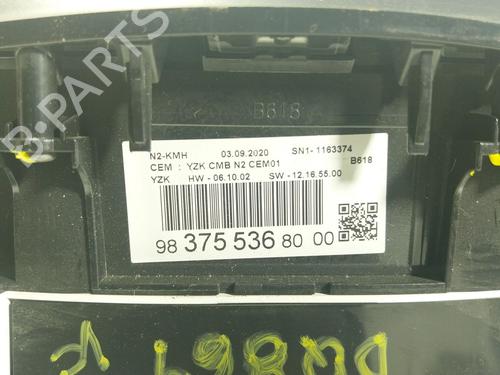 B618
N2-KMH 03.09.2020 SN1- 1163374
CEM : YZK CMB N2 CEM01 B618
YZK HW - 06.10.02 SW - 12.16.55.00
98 375 536 80 00
B-PARTS